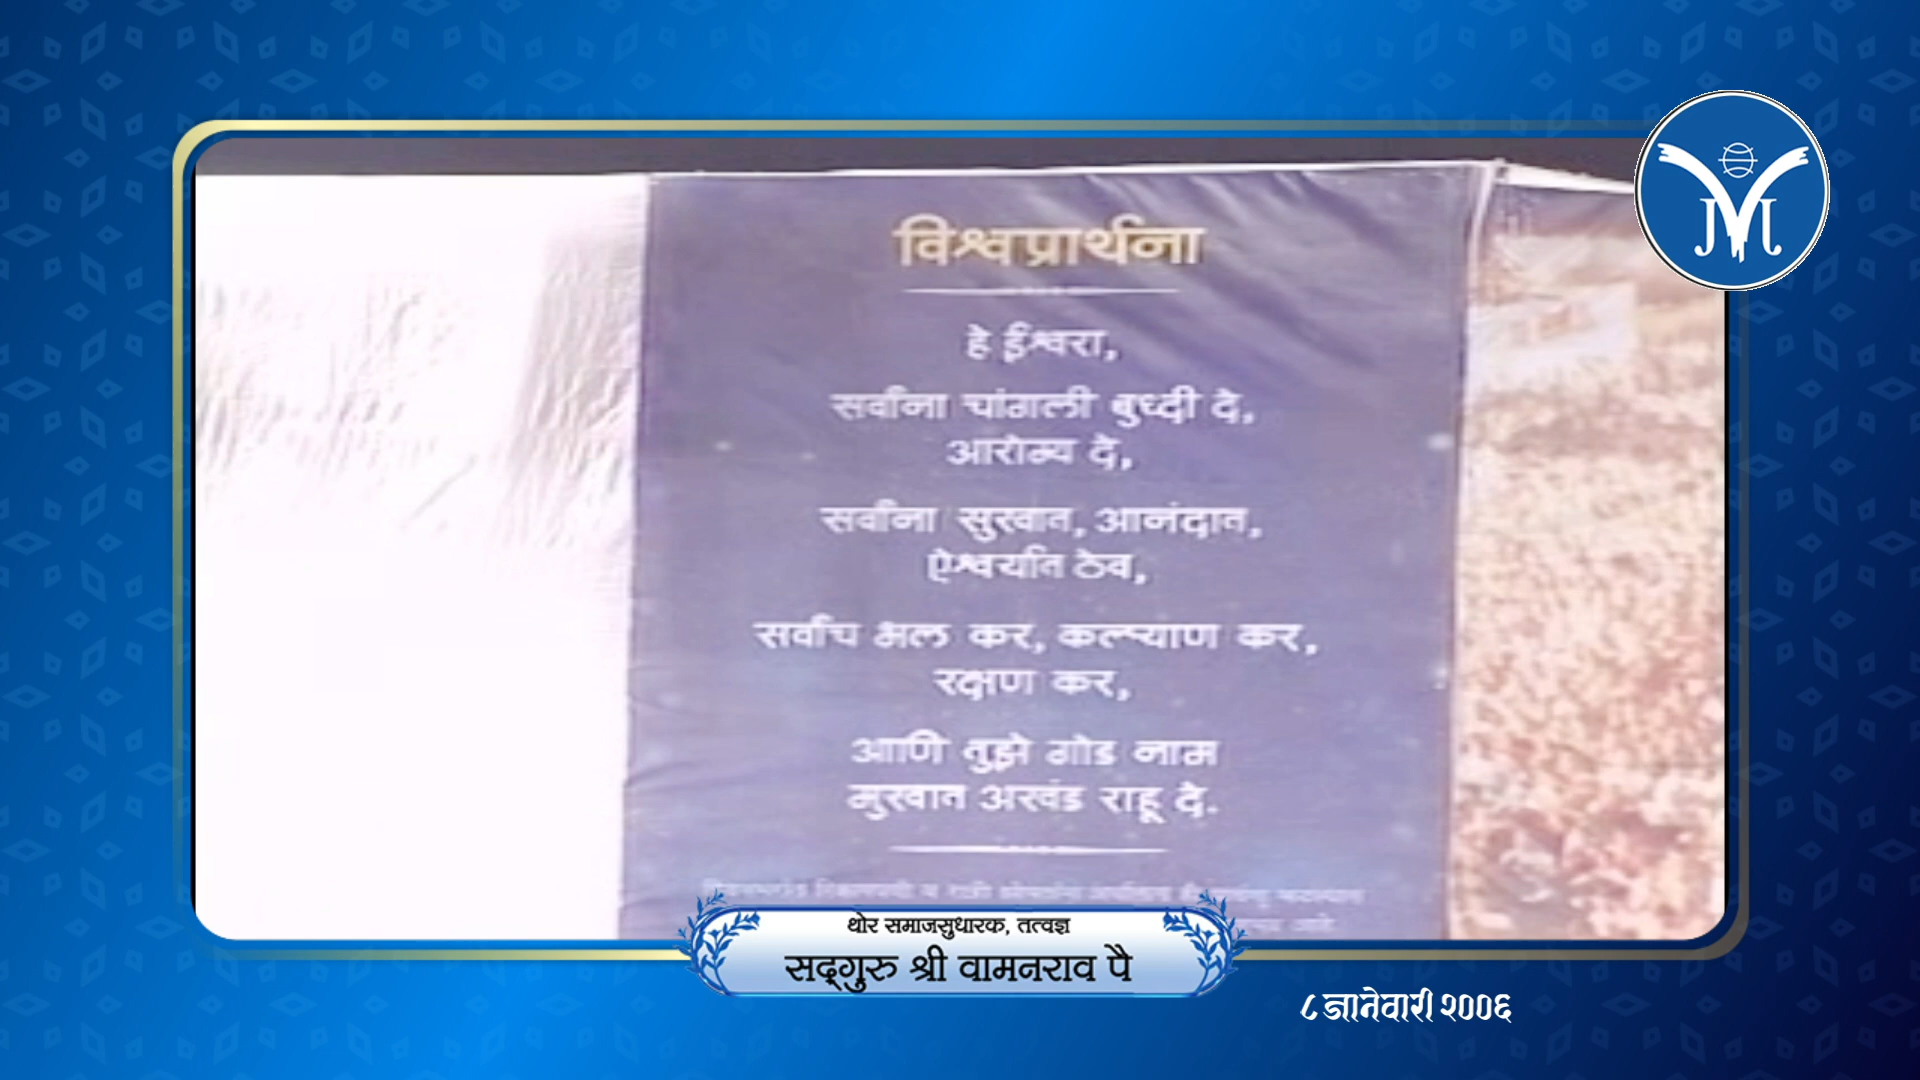 विश्वप्रार्थना
हे ईश्वरा,
सर्वांना चांगली बुध्दी दे,
आरोग्य दे,
सर्वांना सुखात, आनंदात,
ऐश्वर्यात ठेव,
सर्वांच भलं कर, कल्याण कर,
रक्षण कर,
आणि तुझे गोड नाम
मुखात अखंड राहू दे.
थोर समाजसुधारक, तत्वज्ञ
सद्‌गुरु श्री वामनराव पै
८ जानेवारी २००६